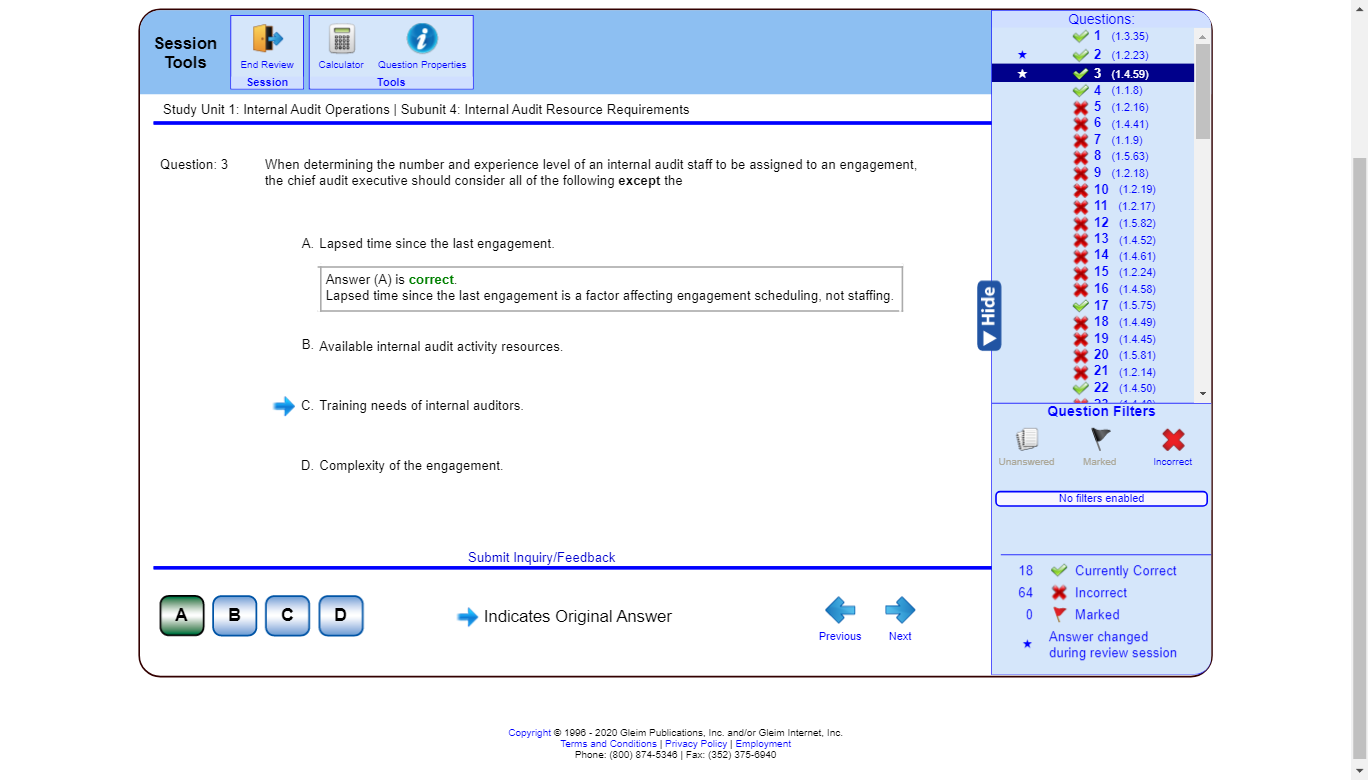 Session
Tools
End Review
Session
Calculator
Question Properties
Tools
Study Unit 1: Internal Audit Operations | Subunit 4: Internal Audit Resource Requirements
Question: 3
When determining the number and experience level of an internal audit staff to be assigned to an engagement,
the chief audit executive should consider all of the following except the
A. Lapsed time since the last engagement.
Answer (A) is correct.
Lapsed time since the last engagement is a factor affecting engagement scheduling, not staffing.
B. Available internal audit activity resources.
C. Training needs of internal auditors.
D. Complexity of the engagement.
Submit Inquiry/Feedback
A B C D
Indicates Original Answer
Previous
Next
Hide
Questions:
1 (1.3.35)
2 (1.2.23)
3 (1.4.59)
4 (1.1.8)
5 (1.2.16)
6 (1.4.41)
7 (1.1.9)
8 (1.5.63)
9 (1.2.18)
10 (1.2.19)
11 (1.2.17)
12 (1.5.82)
13 (1.4.52)
14 (1.4.61)
15 (1.2.24)
16 (1.4.58)
17 (1.5.75)
18 (1.4.49)
19 (1.4.45)
20 (1.5.81)
21 (1.2.14)
22 (1.4.50)
Question Filters
Unanswered
Marked
Incorrect
No filters enabled
18 Currently Correct
64 Incorrect
0 Marked
Answer changed
during review session
Copyright © 1996 - 2020 Gleim Publications, Inc. and/or Gleim Internet, Inc.
Terms and Conditions | Privacy Policy | Employment
Phone: (800) 874-5346 | Fax: (352) 375-6940